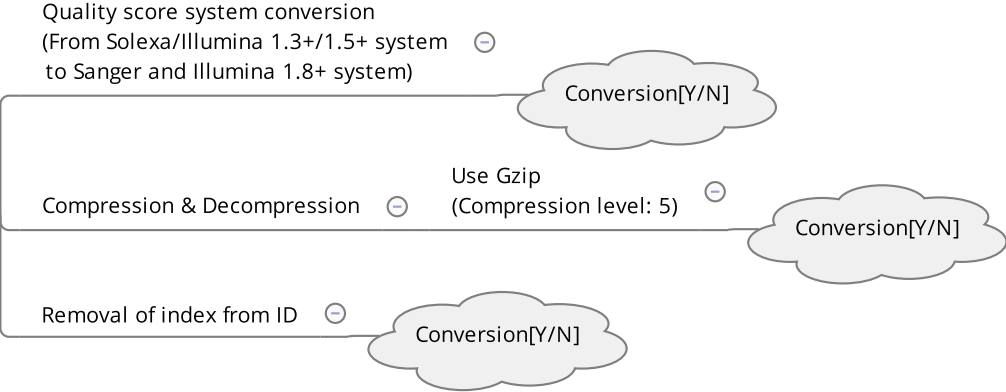 Quality score system conversion
(From Solexa/Illumina 1.3+/1.5+ system
to Sanger and Illumina 1.8+ system)
Conversion[Y/N]
Compression & Decompression
Use Gzip
(Compression level: 5)
Conversion[Y/N]
Removal of index from ID
Conversion[Y/N]